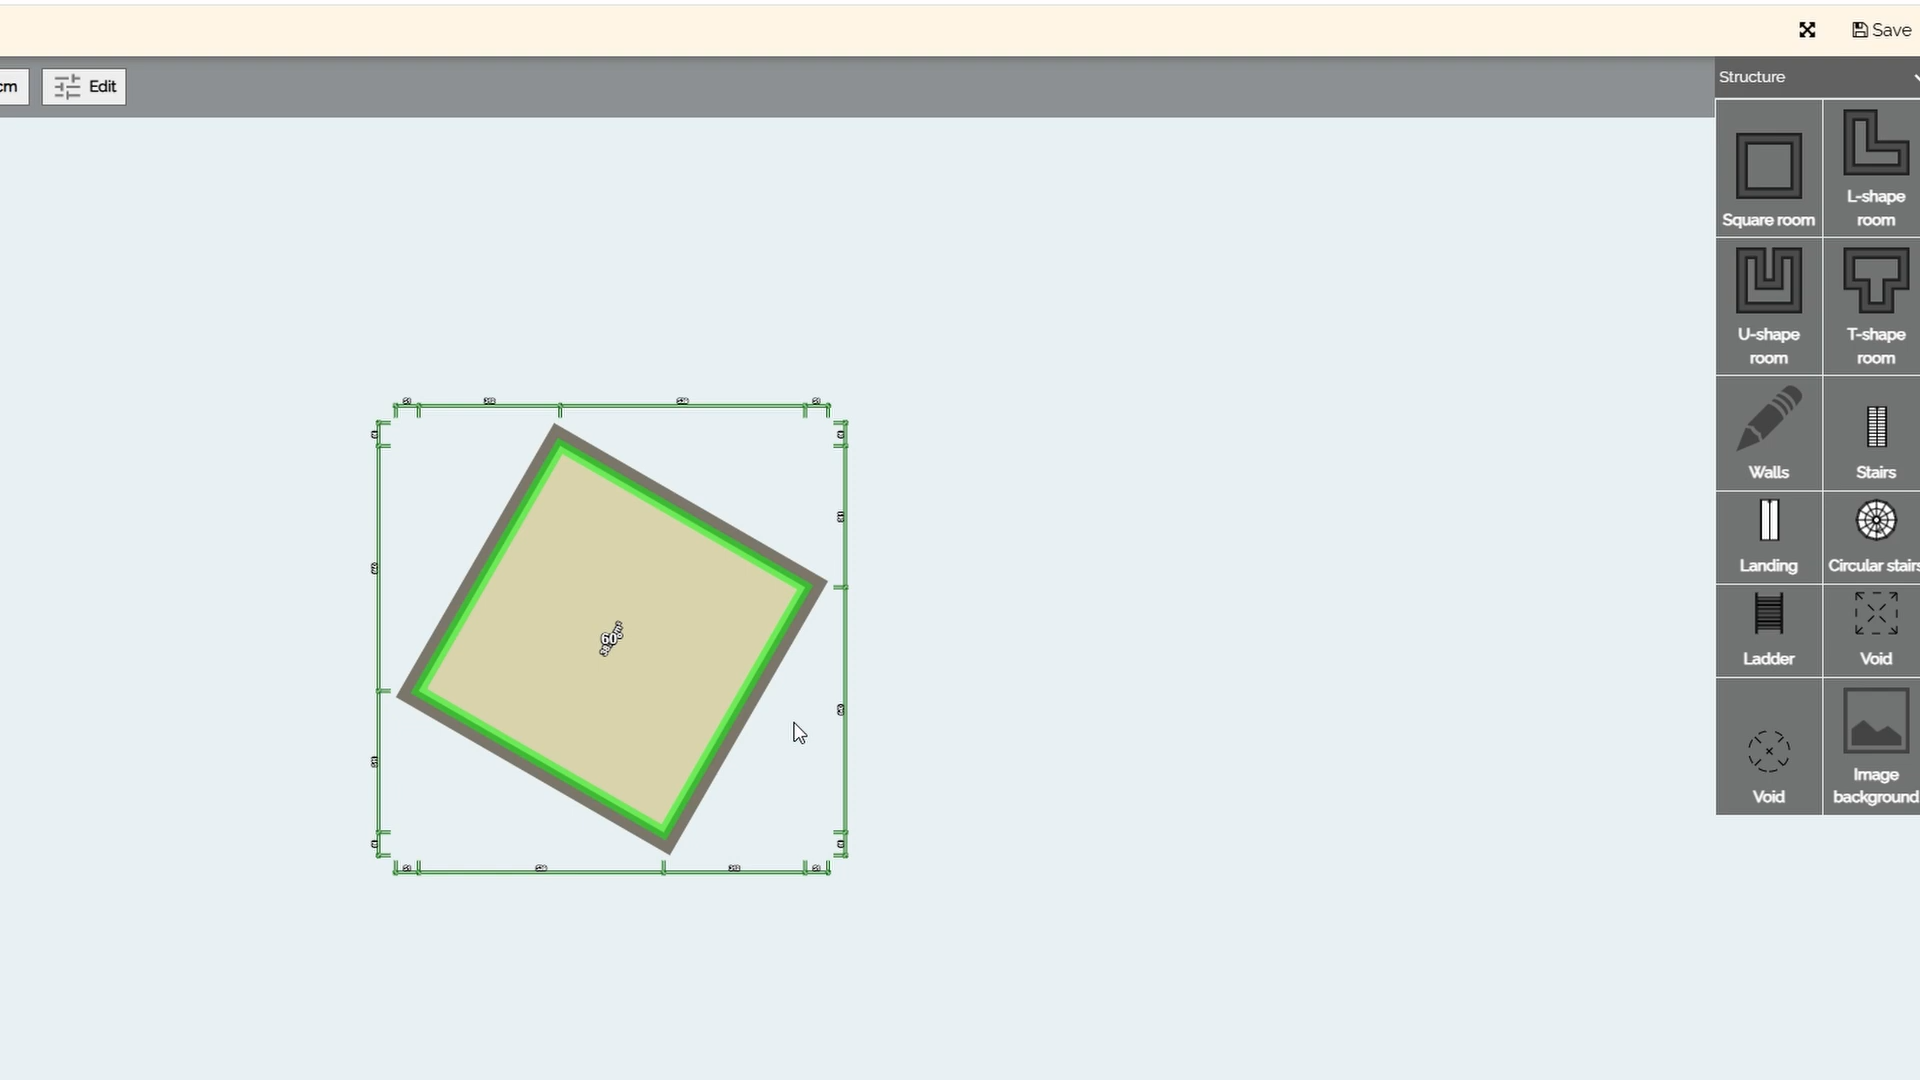 Save
cm
Edit
Structure
Square room
L-shape
room
U-shape
room
T-shape
room
Walls
Stairs
Landing
Circular stairs
Ladder
Void
Void
Image
background
60